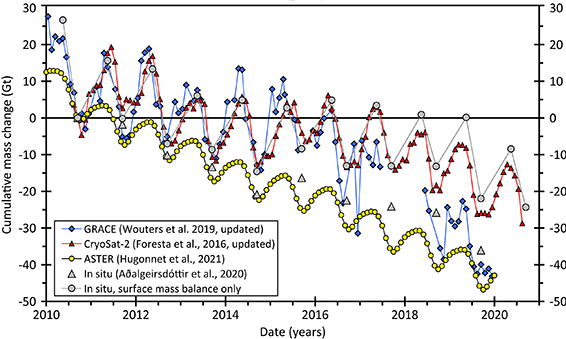 30
20
10
0
-10
-20
-30
-40
-50
Cumulative mass change (Gt)
30
20
10
0
-10
-20
-30
-40
-50
GRACE (Wouters et al. 2019, updated)
CryoSat-2 (Foresta et al., 2016, updated)
ASTER (Hugonnet et al., 2021)
In situ (Aðalgeirsdóttir et al., 2020)
In situ, surface mass balance only
2010 2012 2014 2016 2018 2020
Date (years)